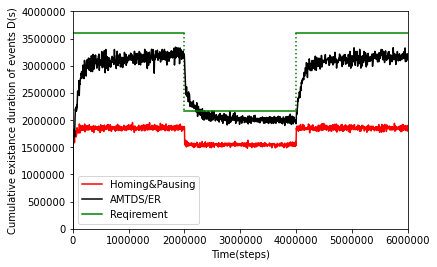 Cumulative existance duration of events D(s)
4000000
3500000
3000000
2500000
2000000
1500000
1000000
500000
0
Homing&Pausing
AMTDS/ER
Reqirement
0 1000000 2000000 3000000 4000000 5000000 6000000
Time(steps)